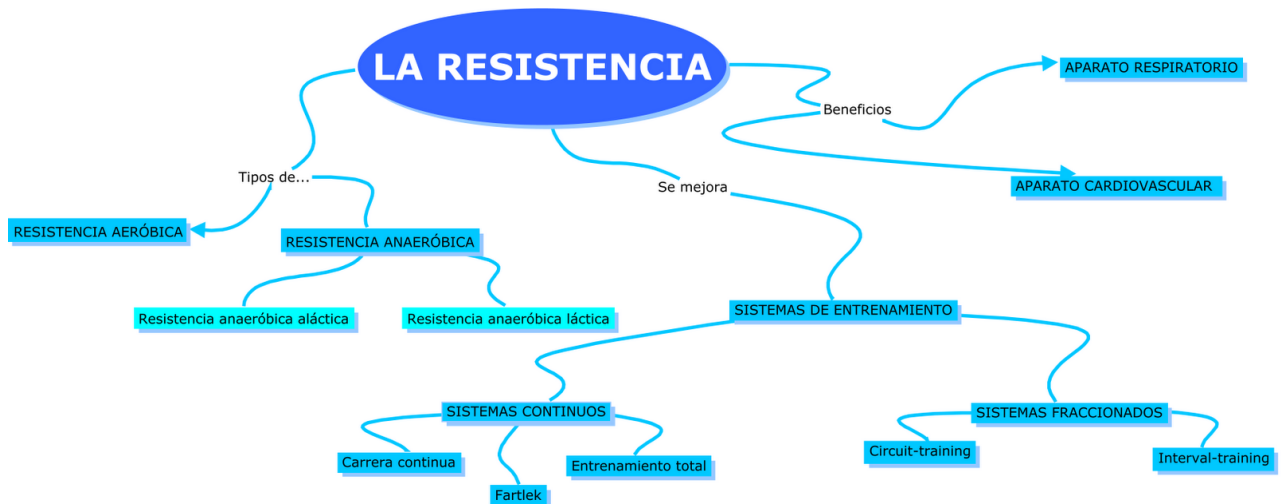 LA RESISTENCIA
APARATO RESPIRATORIO
Beneficios
Tipos de...
Se mejora
APARATO CARDIOVASCULAR
RESISTENCIA AERÓBICA
RESISTENCIA ANAERÓBICA
Resistencia anaeróbica aláctica
Resistencia anaeróbica láctica
SISTEMAS DE ENTRENAMIENTO
SISTEMAS CONTINUOS
SISTEMAS FRACCIONADOS
Carrera continua
Fartlek
Entrenamiento total
Circuit-training
Interval-training